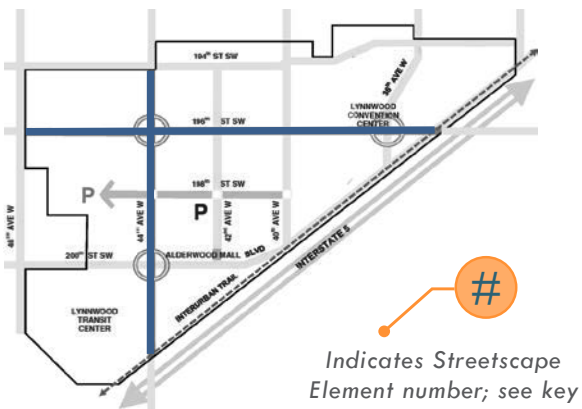 194th ST SW
36th AVE W
LYNNWOOD
CONVENTION
CENTER
196th ST SW
198th ST SW
P
P
48th AVE W
44th AVE W
42nd AVE W
40th AVE W
200th ST SW
ALDERWOOD MALL BLVD
INTERSTATE 5
INTERURBAN TRAIL
LYNNWOOD
TRANSIT
CENTER
#
Indicates Streetscape
Element number; see key